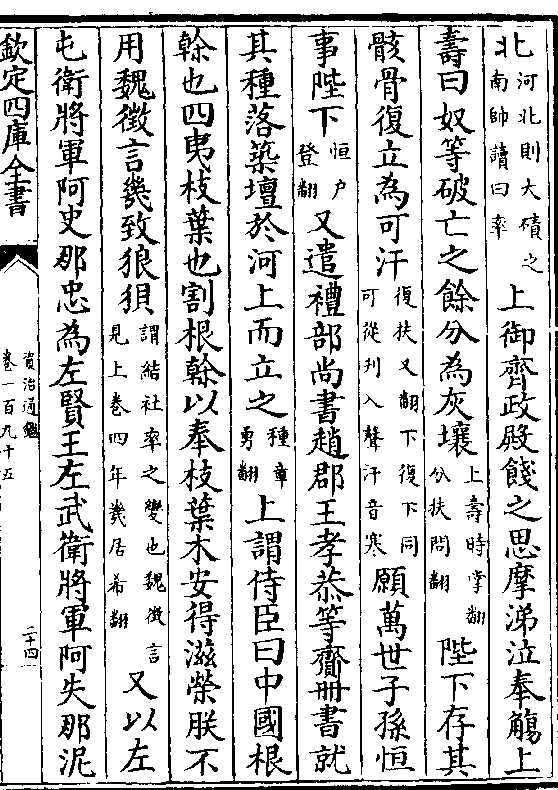 北河北則大磧之南帥讀曰率上御齊政殿餞之思摩涕泣奉觴上
壽曰奴等破亡之餘分為灰壤上壽時掌翻分扶問翻陛下存其
骸骨復立為可汗復扶又翻下復下同可從刋入聲汗音寒願萬世子孫恒
事陛下恒户登翻又遣禮部尚書趙郡王孝恭等齎冊書就
其種落築壇於河上而立之種章勇翻上謂侍臣曰中國根
幹也四夷枝葉也割根幹以奉枝葉木安得滋榮朕不
用魏徵言幾致狼狽謂結社率之變也魏徵言見上卷四年幾居希翻又以左
屯衛將軍阿史那忠為左賢王左武衛將軍阿失那泥
欽定四庫全書
資治通鑑
卷一百九十五
二十四